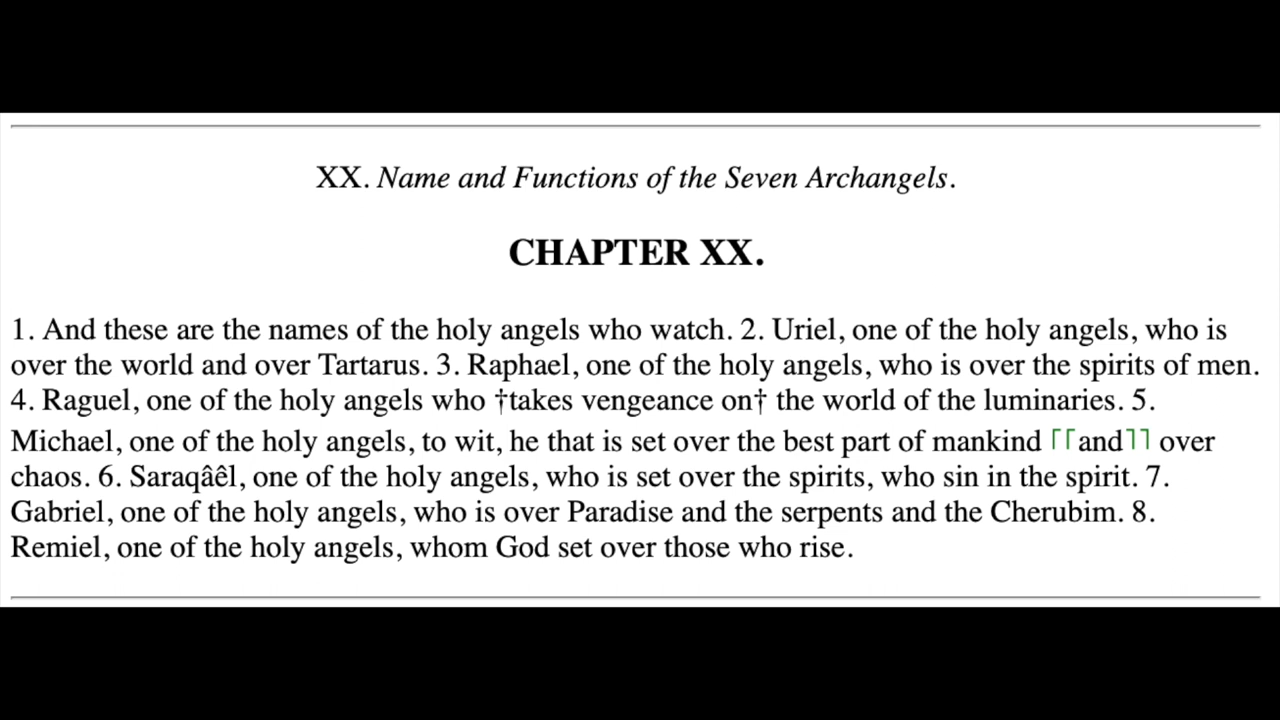 XX. Name and Functions of the Seven Archangels.
CHAPTER XX.
1. And these are the names of the holy angels who watch. 2. Uriel, one of the holy angels, who is
over the world and over Tartarus. 3. Raphael, one of the holy angels, who is over the spirits of men.
4. Raguel, one of the holy angels who †takes vengeance on† the world of the luminaries. 5.
Michael, one of the holy angels, to wit, he that is set over the best part of mankind ⌈⌈and⌉⌉ over
chaos. 6. Saraqâêl, one of the holy angels, who is set over the spirits, who sin in the spirit. 7.
Gabriel, one of the holy angels, who is over Paradise and the serpents and the Cherubim. 8.
Remiel, one of the holy angels, whom God set over those who rise.